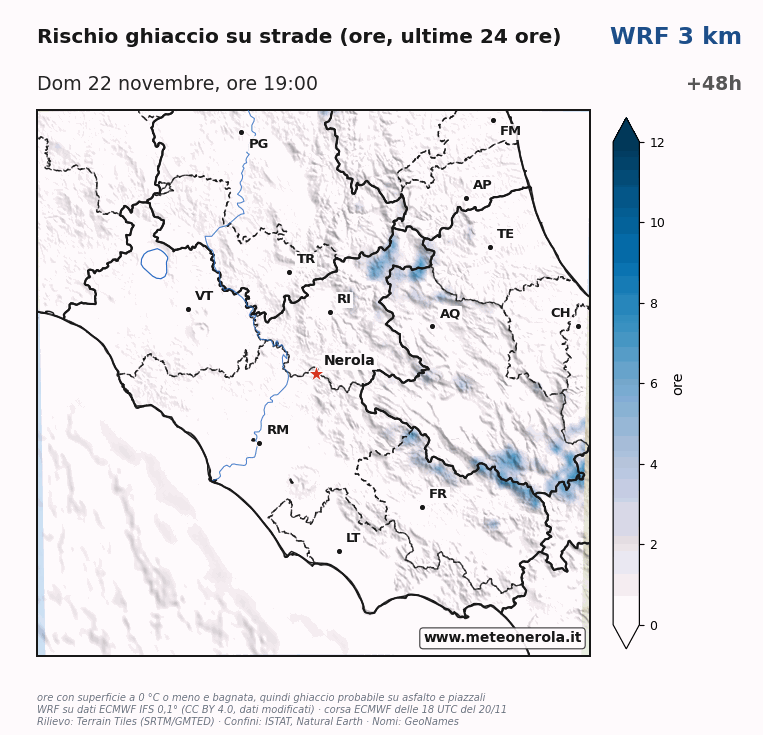 Rischio ghiaccio su strade (ore, ultime 24 ore)
WRF 3 km
Dom 22 novembre, ore 19:00
+48h
FM
PG
AP
TE
TR
VT
RI
AQ
CH.
Nerola
RM
FR
LT
www.meteonerola.it
12
10
8
6
4
2
0
ore
ore con superficie a 0 °C o meno e bagnata, quindi ghiaccio probabile su asfalto e piazzali
WRF su dati ECMWF IFS 0,1° (CC BY 4.0, dati modificati) · corsa ECMWF delle 18 UTC del 20/11
Rilievo: Terrain Tiles (SRTM/GMTED) · Confini: ISTAT, Natural Earth · Nomi: GeoNames